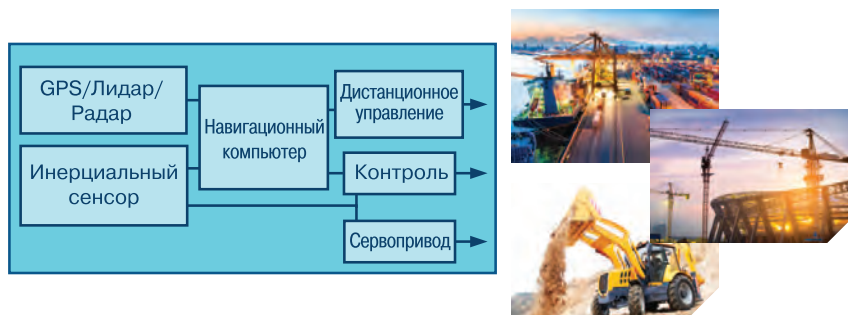 GPS/Лидар/
Радар
Инерциальный
сенсор
Навигационный
компьютер
Дистанционное
управление
Контроль
Сервопривод